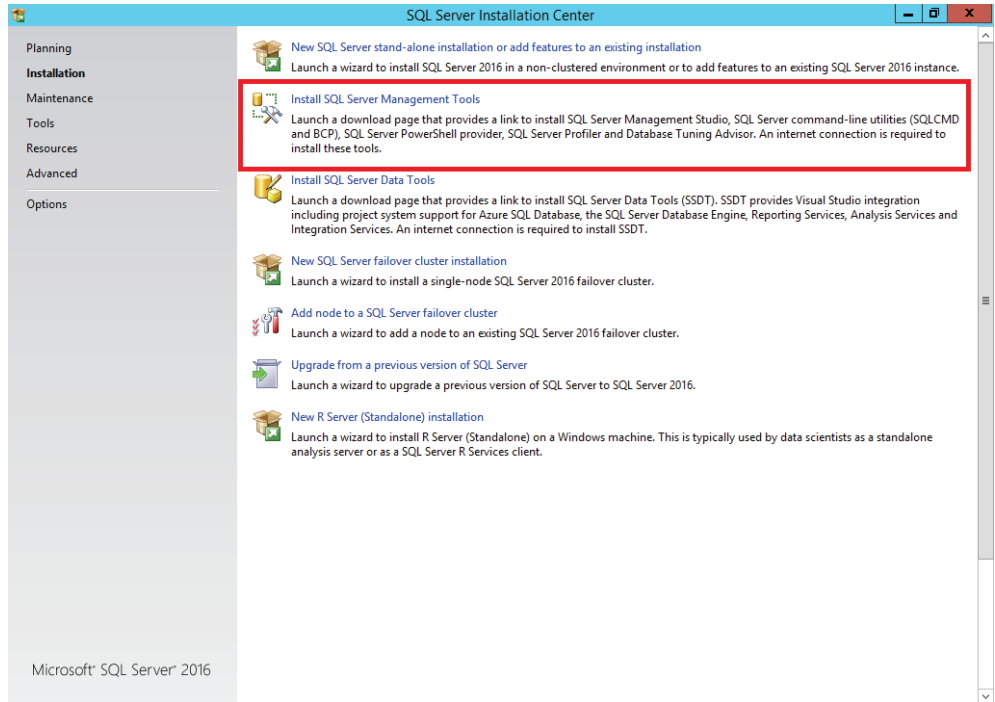 SQL Server Installation Center
Planning
Installation
Maintenance
Tools
Resources
Advanced
Options
New SQL Server stand-alone installation or add features to an existing installation
Launch a wizard to install SQL Server 2016 in a non-clustered environment or to add features to an existing SQL Server 2016 instance.
Install SQL Server Management Tools
Launch a download page that provides a link to install SQL Server Management Studio, SQL Server command-line utilities (SQLCMD
and BCP), SQL Server PowerShell provider, SQL Server Profiler and Database Tuning Advisor. An internet connection is required to
install these tools.
Install SQL Server Data Tools
Launch a download page that provides a link to install SQL Server Data Tools (SSDT). SSDT provides Visual Studio integration
including project system support for Azure SQL Database, the SQL Server Database Engine, Reporting Services, Analysis Services and
Integration Services. An internet connection is required to install SSDT.
New SQL Server failover cluster installation
Launch a wizard to install a single-node SQL Server 2016 failover cluster.
Add node to a SQL Server failover cluster
Launch a wizard to add a node to an existing SQL Server 2016 failover cluster.
Upgrade from a previous version of SQL Server
Launch a wizard to upgrade a previous version of SQL Server to SQL Server 2016.
New R Server (Standalone) installation
Launch a wizard to install R Server (Standalone) on a Windows machine. This is typically used by data scientists as a standalone
analysis server or as a SQL Server R Services client.
Microsoft® SQL Server® 2016